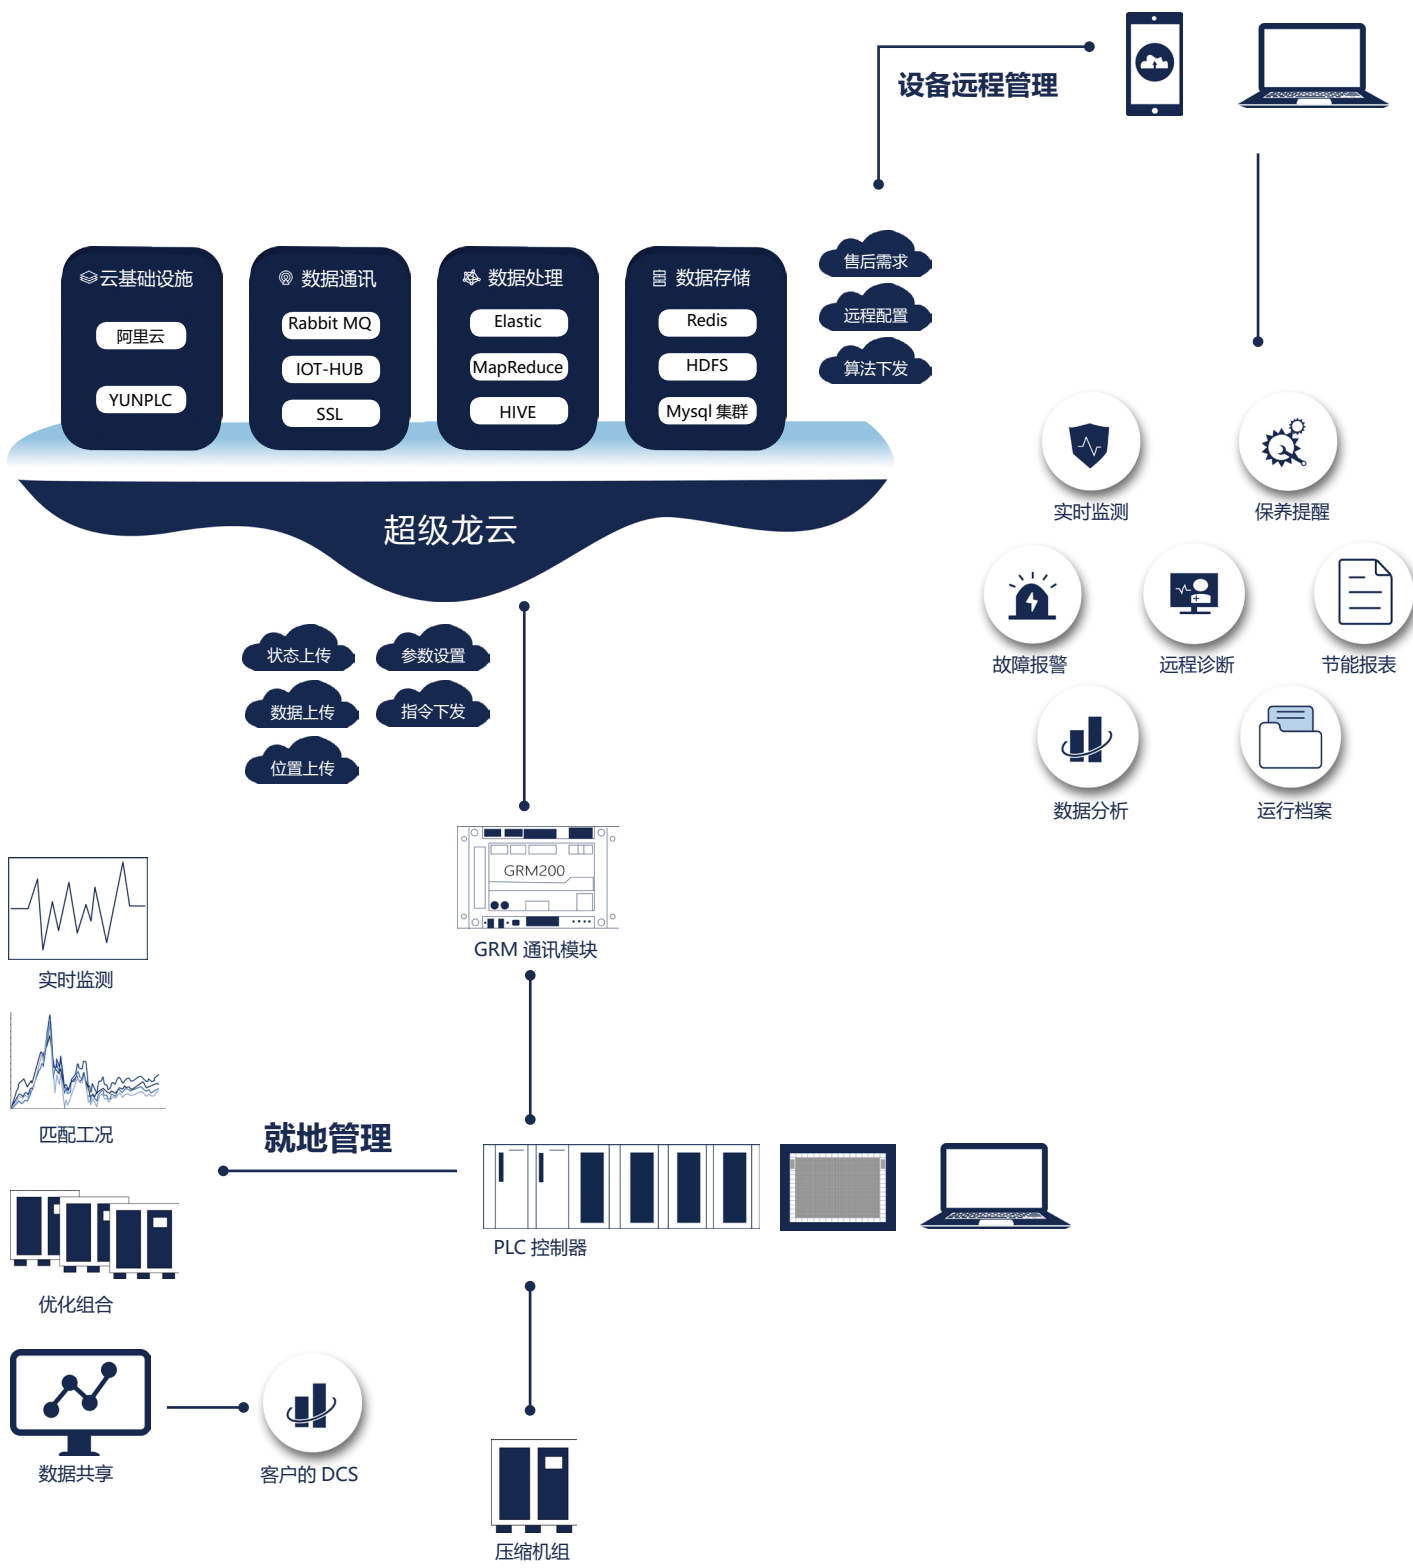 设备远程管理
云基础设施
阿里云
YUNPLC
数据通讯
Rabbit MQ
IOT-HUB
SSL
数据处理
Elastic
MapReduce
HIVE
数据存储
Redis
HDFS
Mysql 集群
售后需求
远程配置
算法下发
超级龙云
实时监测
保养提醒
故障报警
远程诊断
节能报表
数据分析
运行档案
状态上传
参数设置
数据上传
指令下发
位置上传
GRM200
GRM 通讯模块
实时监测
匹配工况
就地管理
优化组合
PLC 控制器
数据共享
客户的 DCS
压缩机组